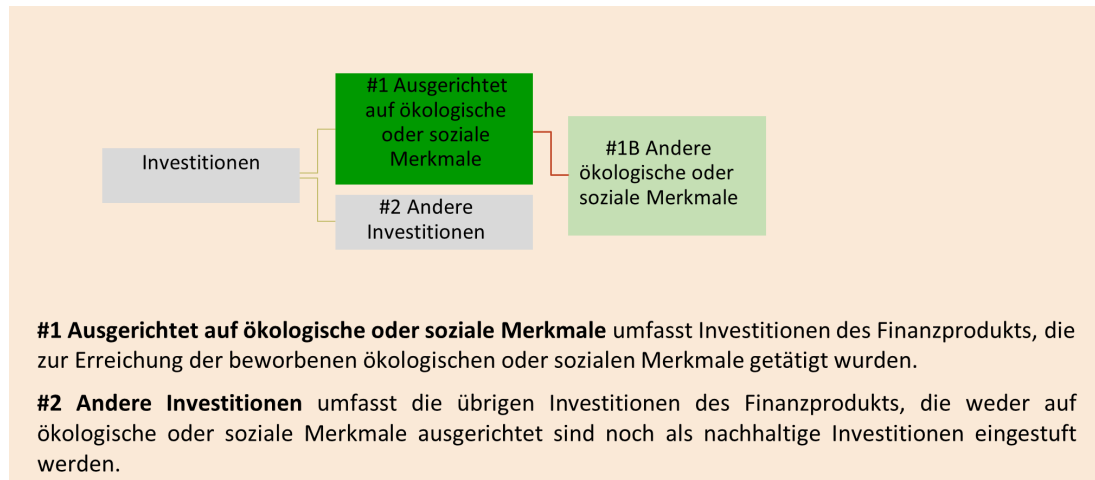 #1 Ausgerichtet
auf ökologische
oder soziale
Merkmale
#1B Andere
ökologische oder
soziale Merkmale
Investitionen
#2 Andere
Investitionen
#1 Ausgerichtet auf ökologische oder soziale Merkmale umfasst Investitionen des Finanzprodukts, die
zur Erreichung der beworbenen ökologischen oder sozialen Merkmale getätigt wurden.
#2 Andere Investitionen umfasst die übrigen Investitionen des Finanzprodukts, die weder auf
ökologische oder soziale Merkmale ausgerichtet sind noch als nachhaltige Investitionen eingestuft
werden.